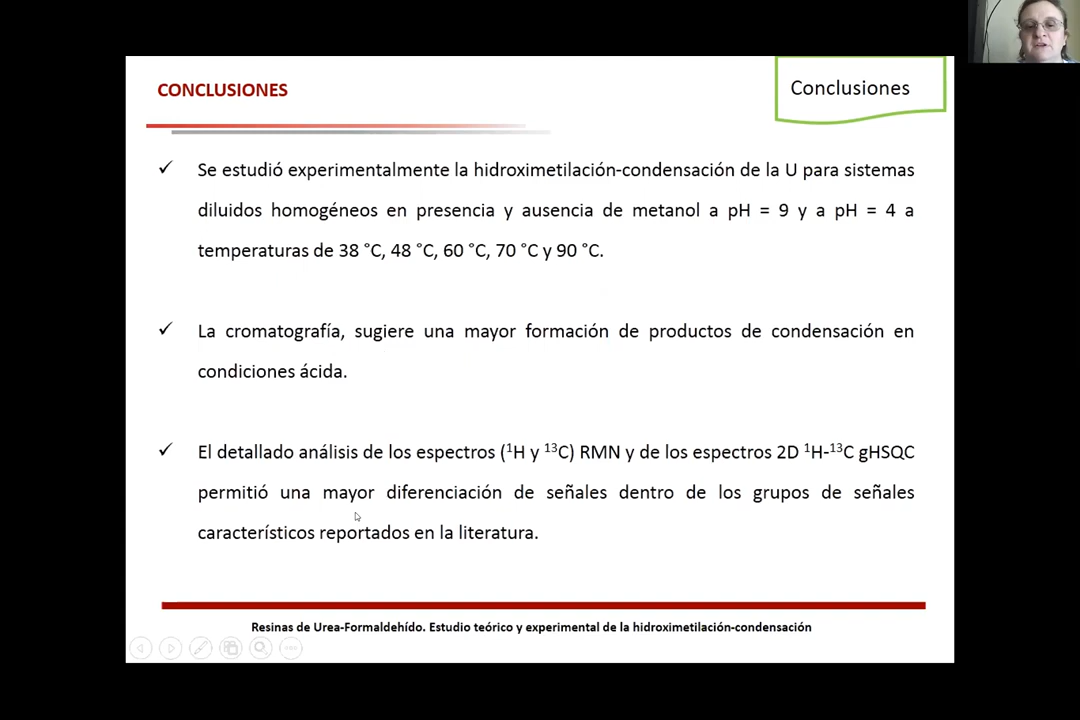 CONCLUSIONES
Conclusiones
✓ Se estudió experimentalmente la hidroximetilación-condensación de la U para sistemas
diluidos homogéneos en presencia y ausencia de metanol a pH = 9 y a pH = 4 a
temperaturas de 38 °C, 48 °C, 60 °C, 70 °C y 90 °C.
✓ La cromatografía, sugiere una mayor formación de productos de condensación en
condiciones ácida.
✓ El detallado análisis de los espectros (¹H y ¹³C) RMN y de los espectros 2D ¹H-¹³C gHSQC
permitió una mayor diferenciación de señales dentro de los grupos de señales
característicos reportados en la literatura.
Resinas de Urea-Formaldehído. Estudio teórico y experimental de la hidroximetilación-condensación